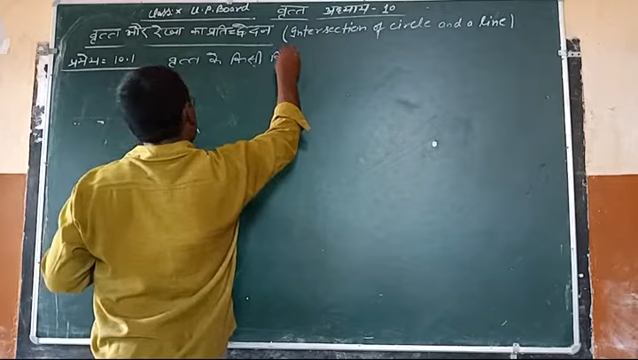 Class X U.P. Board वृत्त अध्याय - 10
वृत्त और रेखा का प्रतिच्छेदन (Intersection of circle and a line)
प्रमेय = 10.1 वृत्त के किसी